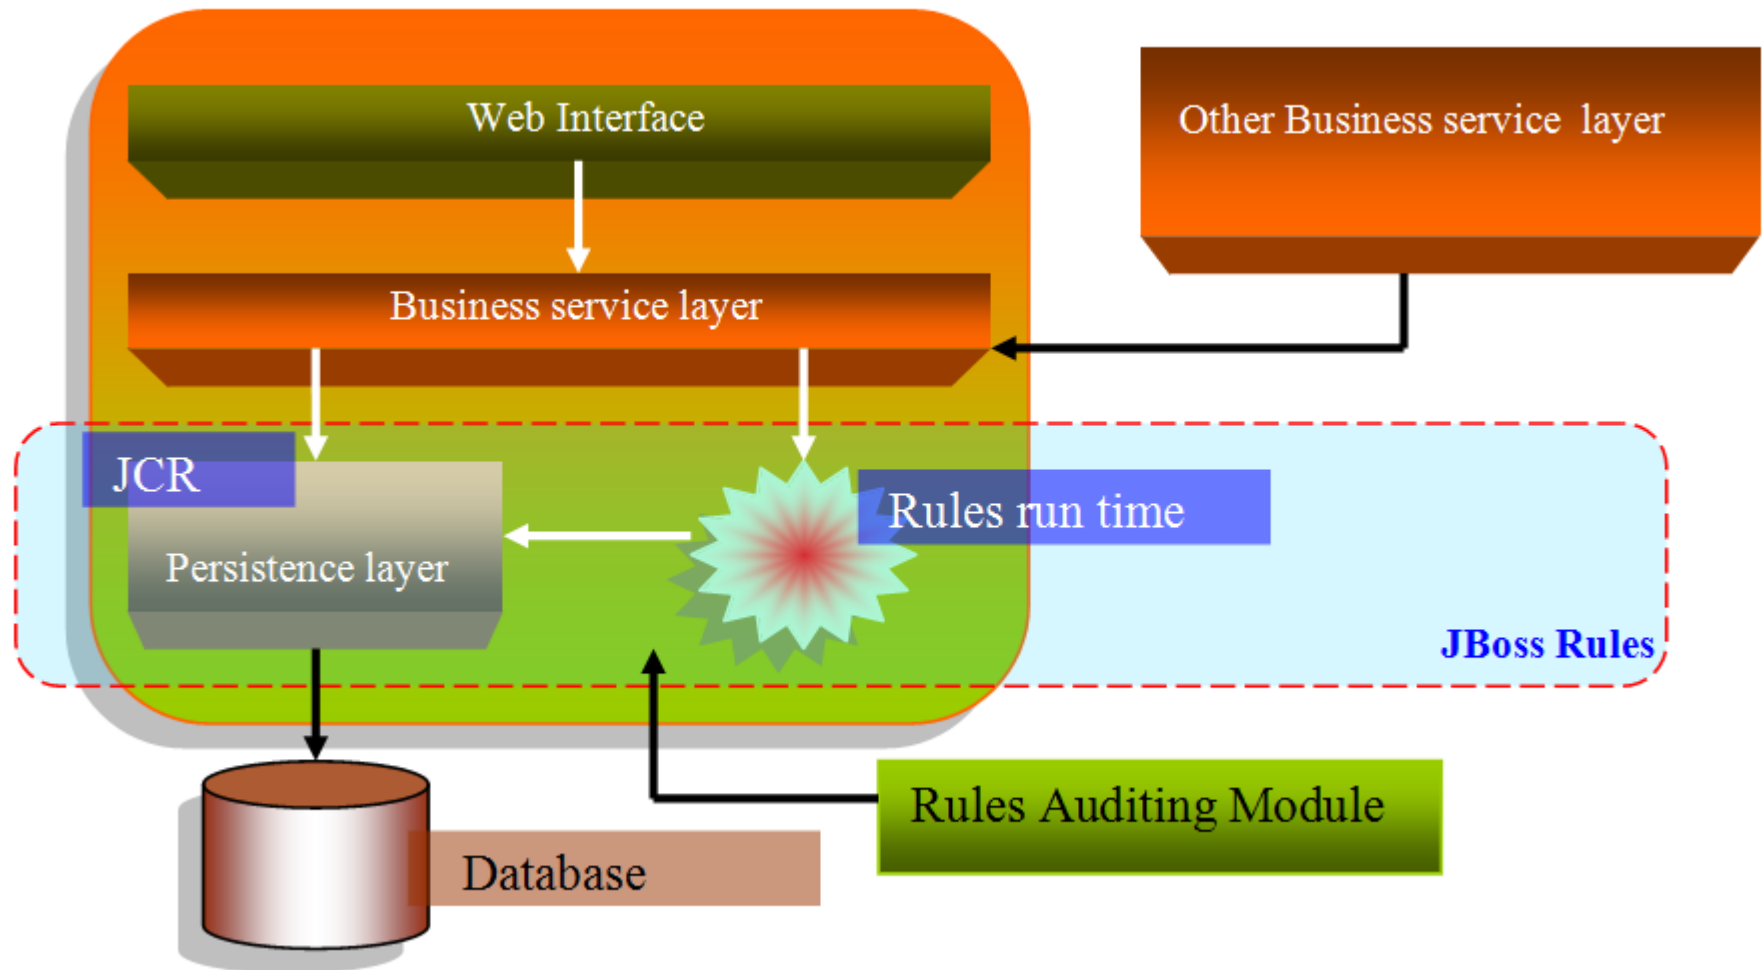 Web Interface
Other Business service  layer
Business service layer
JCR
Rules run time
Persistence layer
JBoss Rules
Rules Auditing Module
Database